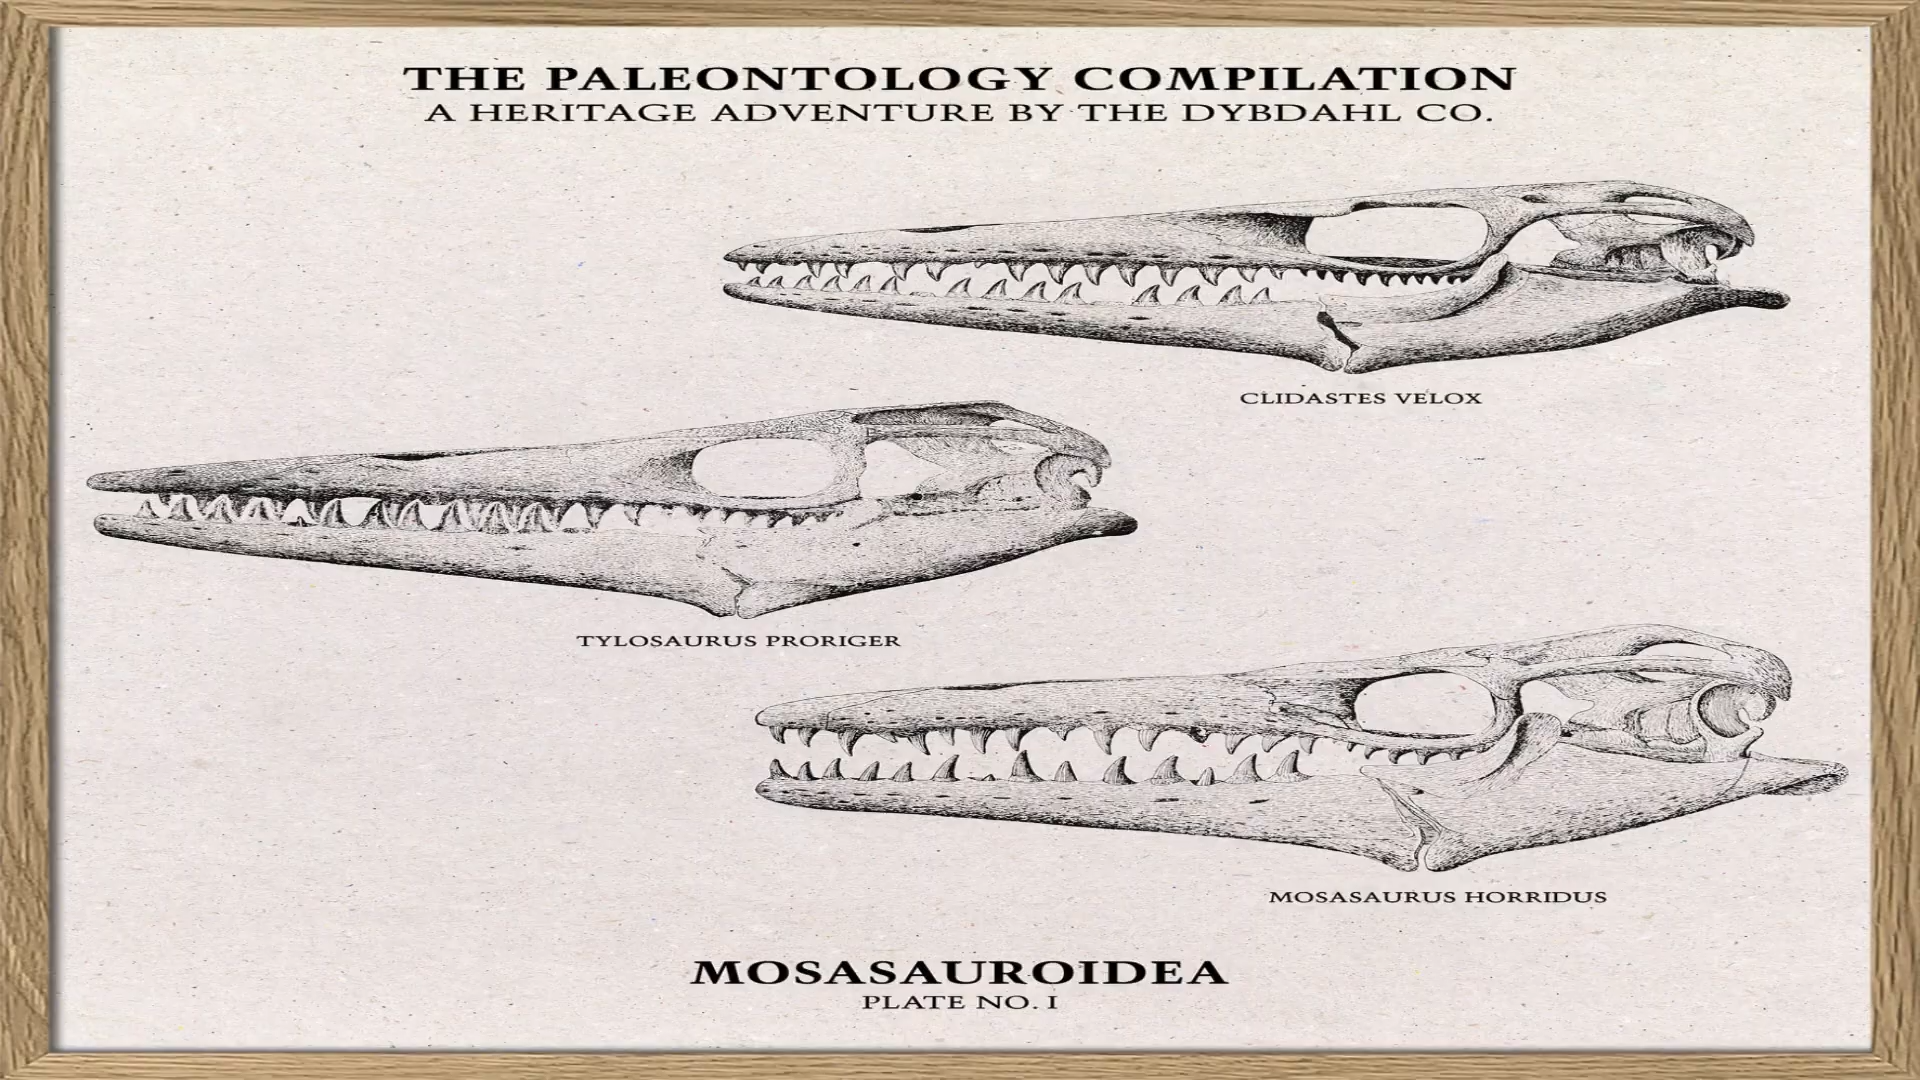 THE PALEONTOLOGY COMPILATION
A HERITAGE ADVENTURE BY THE DYBDAHL CO.
CLIDASTES VELOX
TYLOSAURUS PRORIGER
MOSASAURUS HORRIDUS
MOSASAUROIDEA
PLATE NO. I